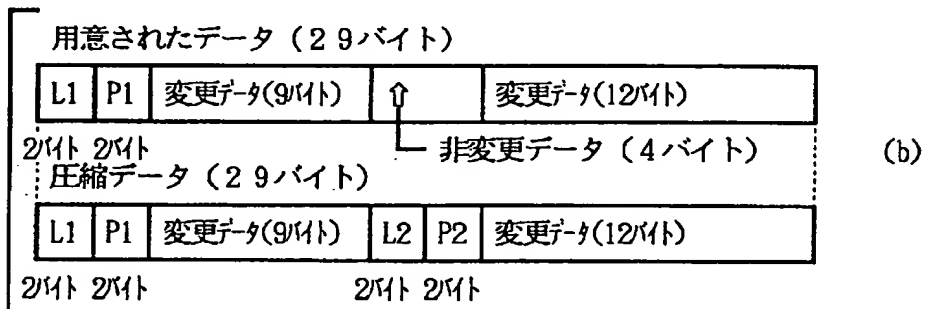 用意されたデータ（29バイト）
L1 P1 変更データ(9バイト) ⇧ 変更データ(12バイト)
2バイト 2バイト 非変更データ（4バイト） (b)
圧縮データ（29バイト）
L1 P1 変更データ(9バイト) L2 P2 変更データ(12バイト)
2バイト 2バイト 2バイト 2バイト